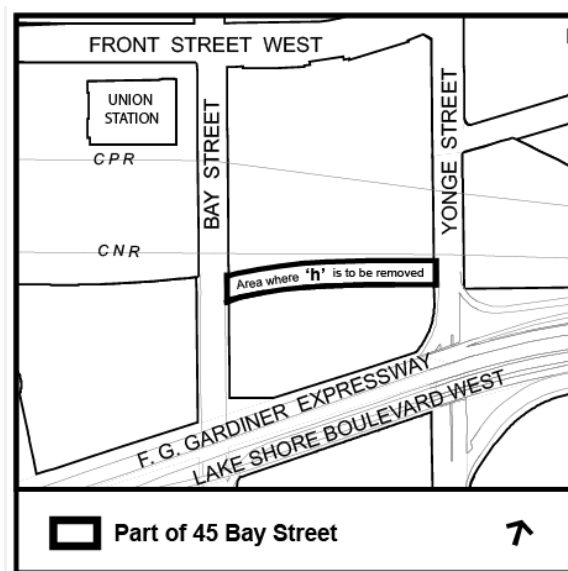 FRONT STREET WEST
UNION
STATION
BAY STREET
YONGE STREET
CPR
CNR
Area where 'h' is to be removed
F. G. GARDINER EXPRESSWAY
LAKE SHORE BOULEVARD WEST
Part of 45 Bay Street